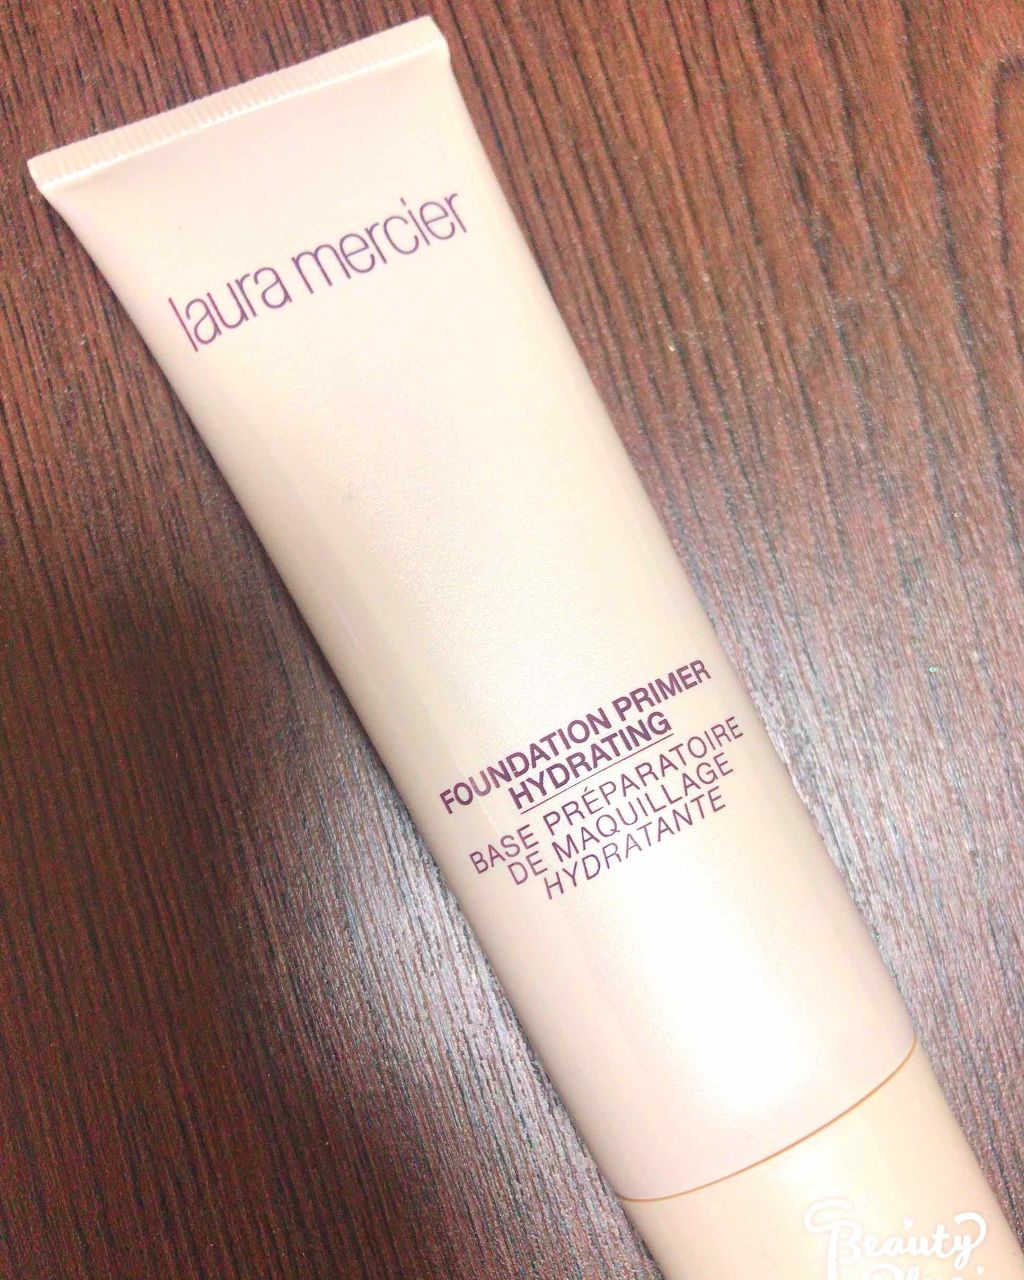 laura mercier
FOUNDATION PRIMER
HYDRATING
BASE PRÉPARATOIRE
DE MAQUILLAGE
HYDRATANTE
Beauty